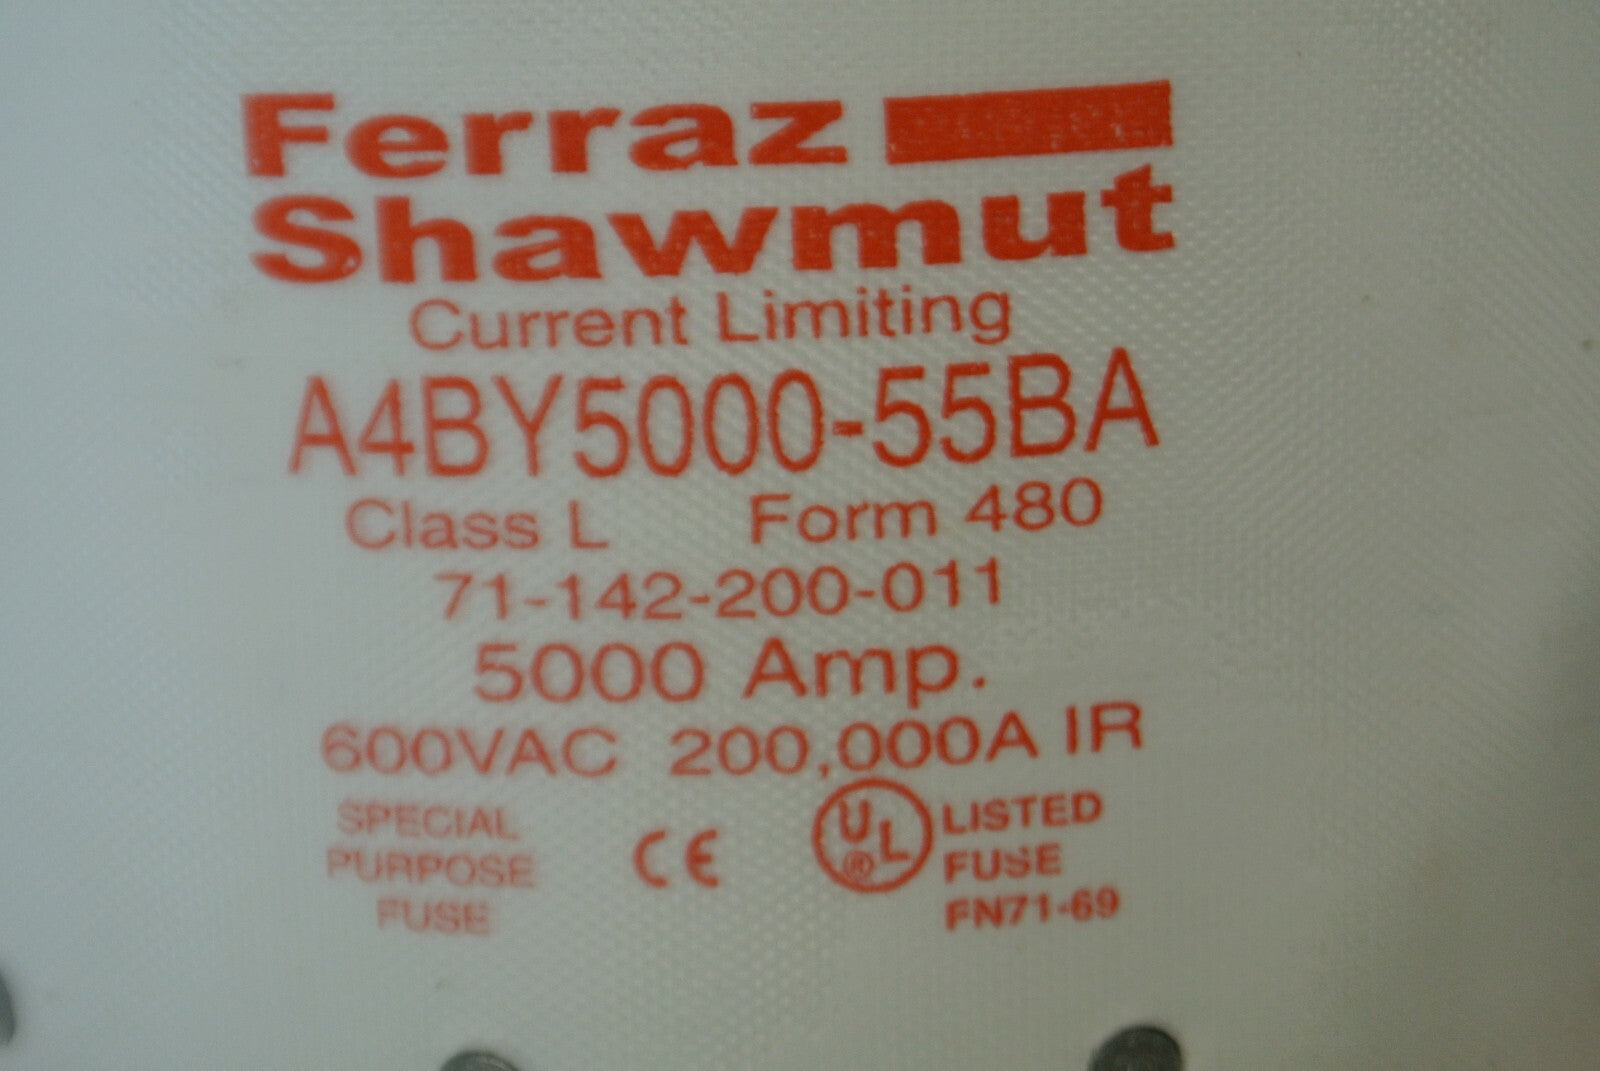 Ferraz
Shawmut
Current Limiting
A4BY5000-55BA
Class L Form 480
71-142-200-011
5000 Amp.
600VAC 200,000A IR
SPECIAL
PURPOSE
FUSE
CE
UL
®
LISTED
FUSE
FN71-69